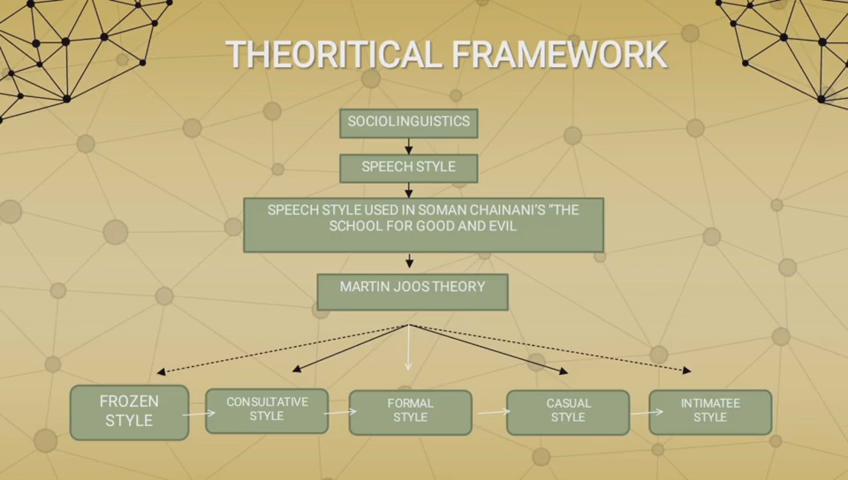 THEORITICAL FRAMEWORK
SOCIOLINGUISTICS
SPEECH STYLE
SPEECH STYLE USED IN SOMAN CHAINANI'S "THE
SCHOOL FOR GOOD AND EVIL
MARTIN JOOS THEORY
FROZEN
STYLE
CONSULTATIVE
STYLE
FORMAL
STYLE
CASUAL
STYLE
INTIMATEE
STYLE